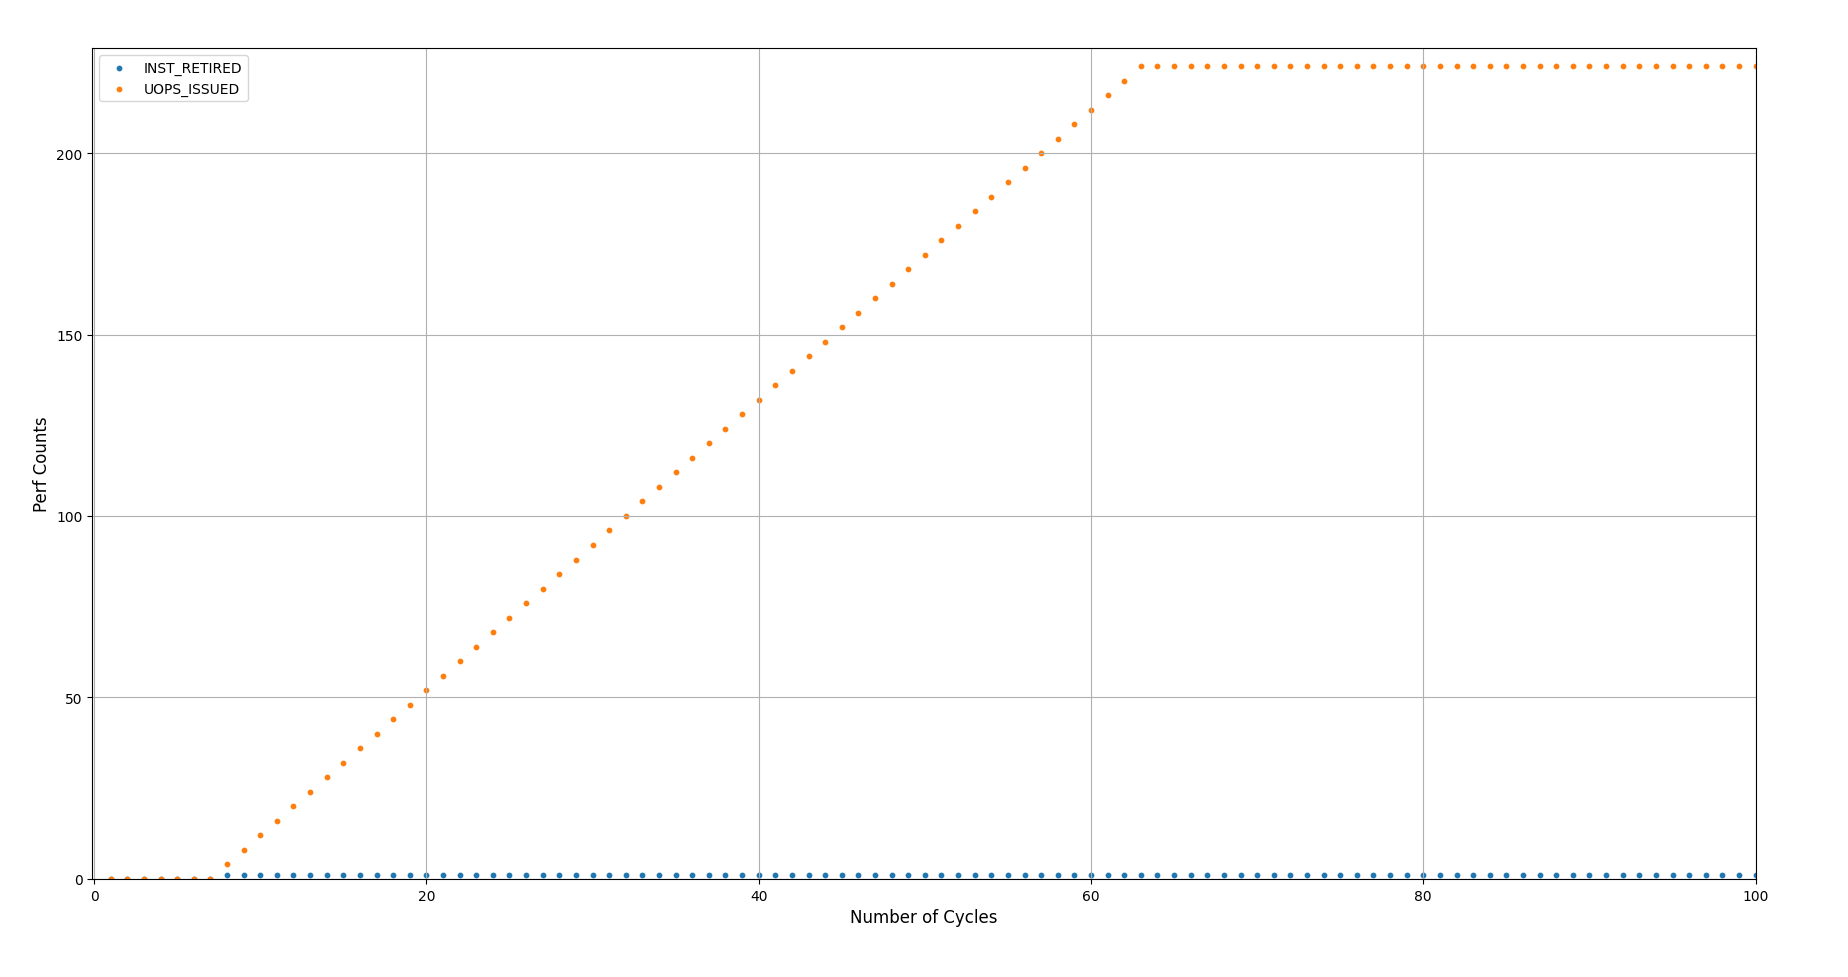 INST_RETIRED
UOPS_ISSUED
200
150
100
50
0
Perf Counts
0 20 40 60 80 100
Number of Cycles